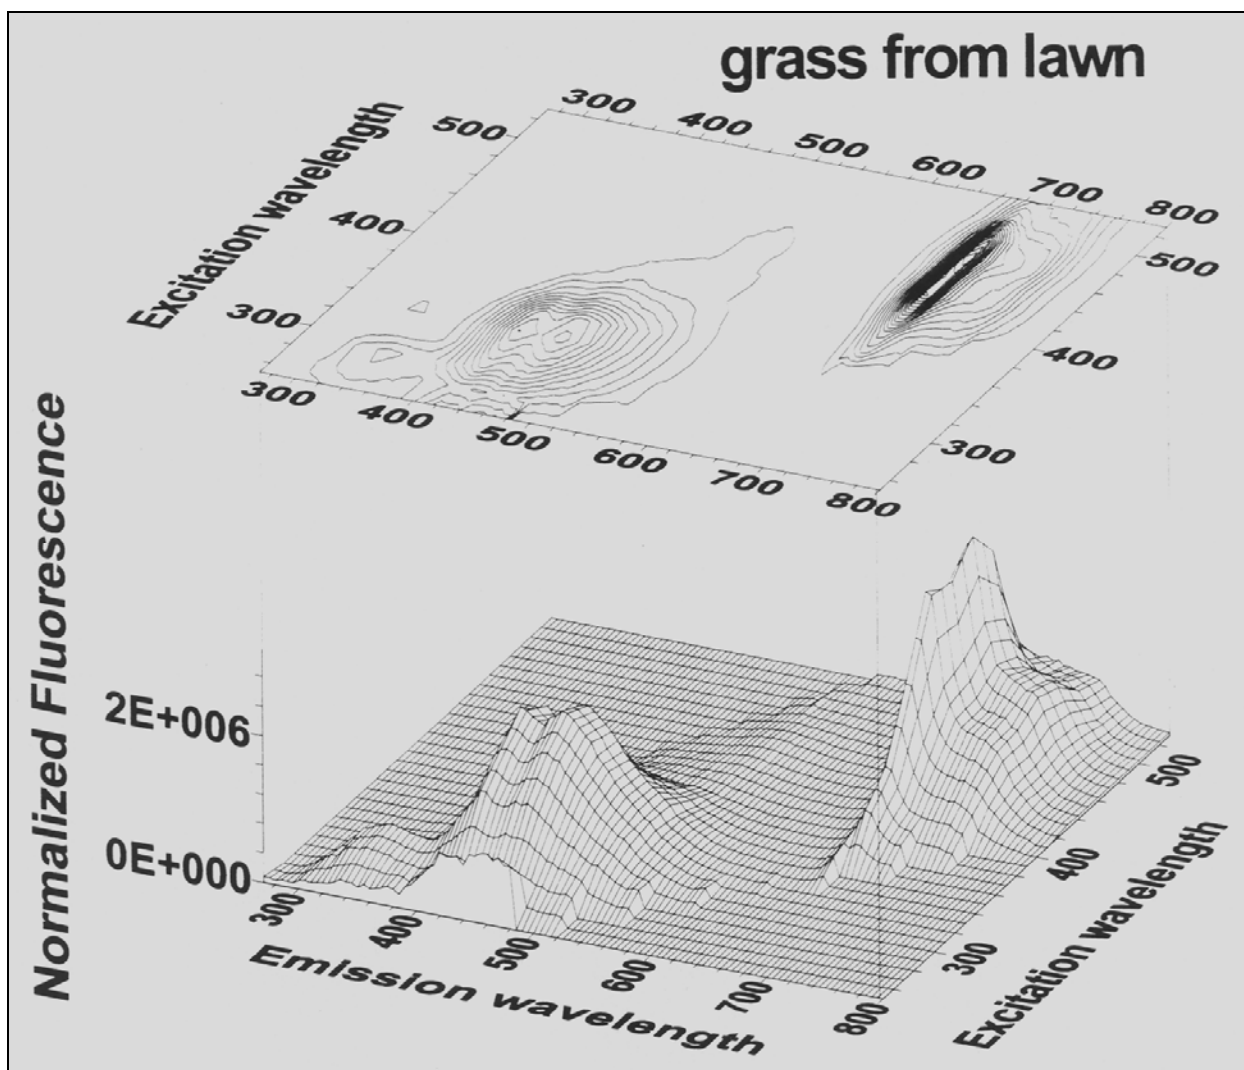 grass from lawn
300 400 500 600 700 800
Excitation wavelength
500
400
300
500
400
300
300 400 500 600 700 800
Normalized Fluorescence
2E+006
0E+000
300 400 500 600 700 800
Emission wavelength
500
400
300
Excitation wavelength